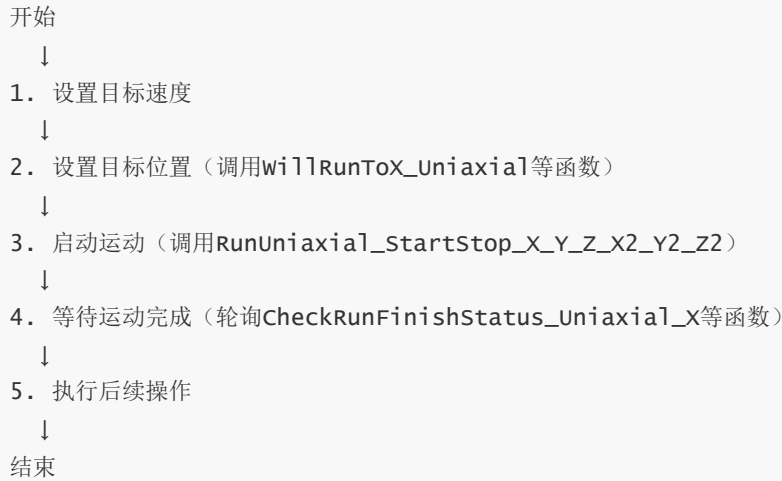 开始
↓
1. 设置目标速度
↓
2. 设置目标位置（调用WillRunToX_Uniaxial等函数）
↓
3. 启动运动（调用RunUniaxial_StartStop_X_Y_Z_X2_Y2_Z2）
↓
4. 等待运动完成（轮询CheckRunFinishStatus_Uniaxial_X等函数）
↓
5. 执行后续操作
↓
结束